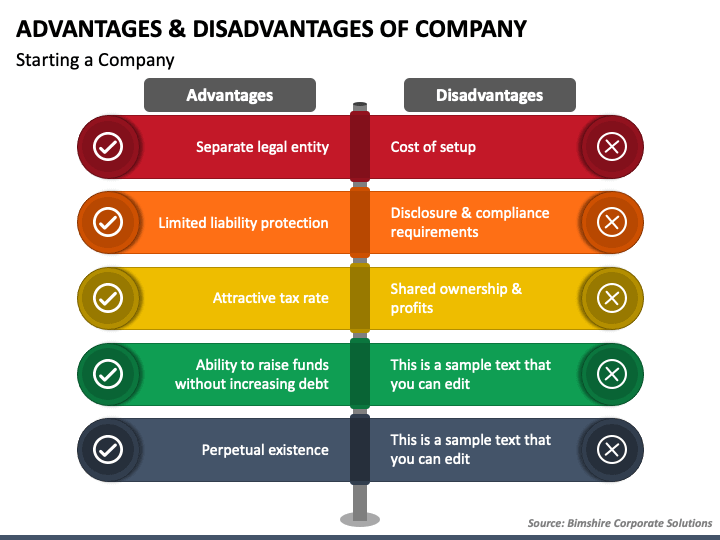 ADVANTAGES & DISADVANTAGES OF COMPANY
Starting a Company
Advantages
Disadvantages
Separate legal entity
Cost of setup
Limited liability protection
Disclosure & compliance
requirements
Attractive tax rate
Shared ownership &
profits
Ability to raise funds
without increasing debt
This is a sample text that
you can edit
Perpetual existence
This is a sample text that
you can edit
Source: Bimshire Corporate Solutions